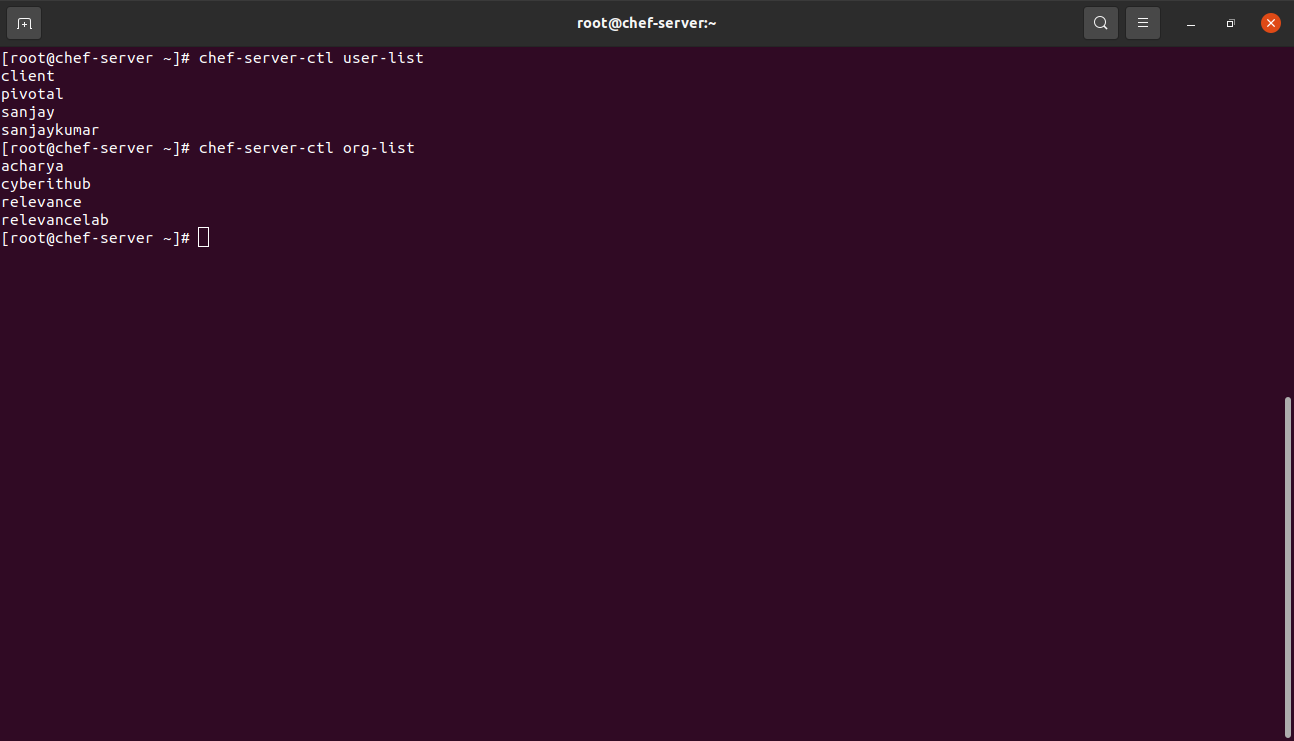 root@chef-server:~
[root@chef-server ~]# chef-server-ctl user-list
client
pivotal
sanjay
sanjaykumar
[root@chef-server ~]# chef-server-ctl org-list
acharya
cyberithub
relevance
relevancelab
[root@chef-server ~]#